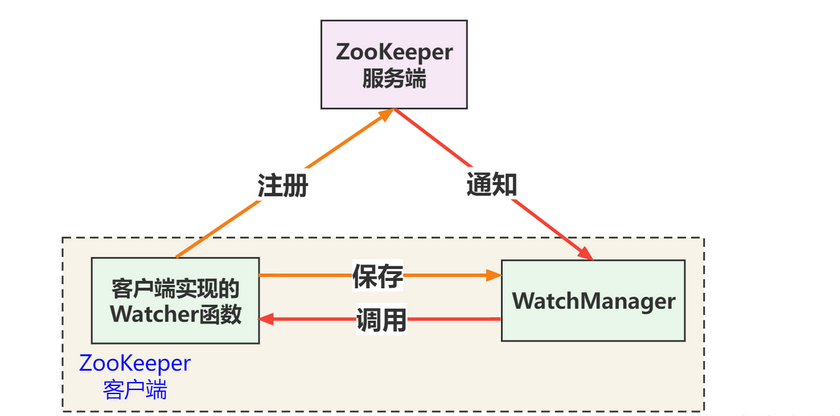 ZooKeeper
服务端
注册
通知
保存
客户端实现的
Watcher函数
WatchManager
调用
ZooKeeper
客户端